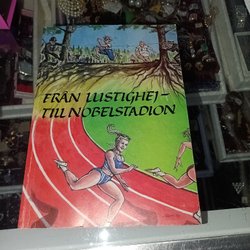 FRÅN LUSTIGHEJ–
TILL NOBELSTADION